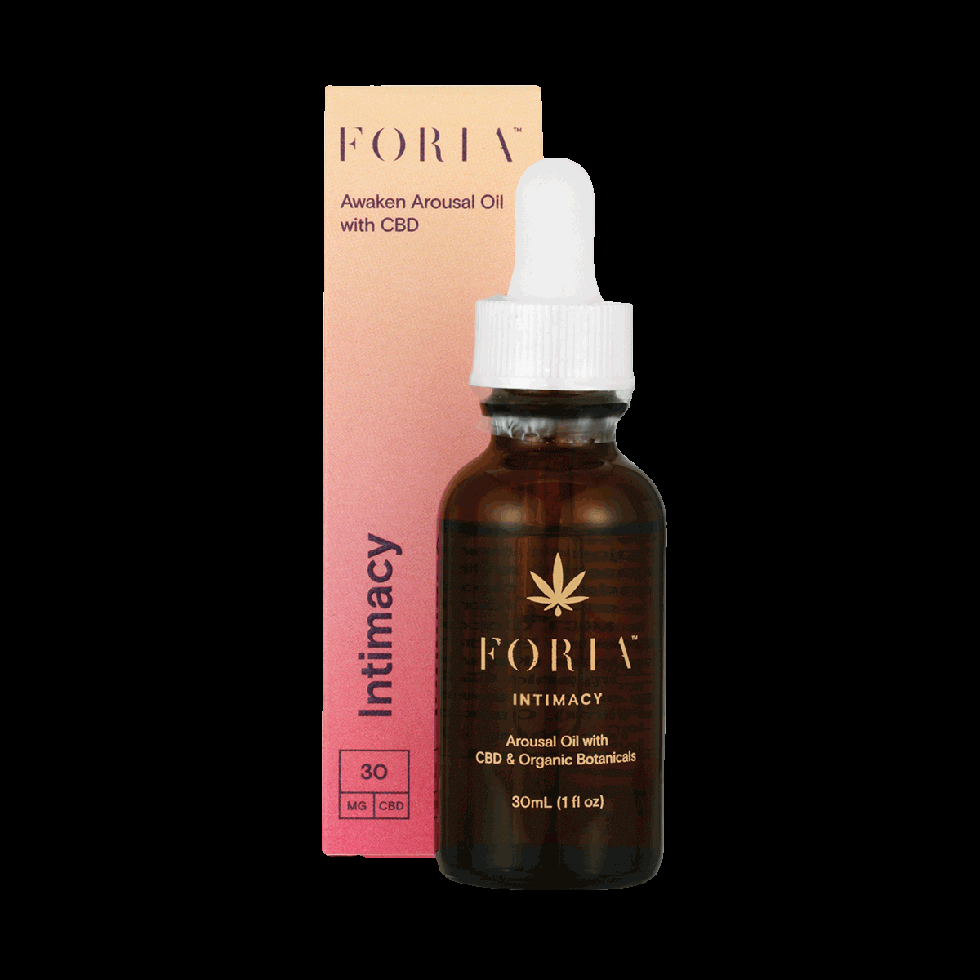 FORIA™
Awaken Arousal Oil
with CBD
Intimacy
30
MG CBD
FORIA™
INTIMACY
Arousal Oil with
CBD & Organic Botanicals
30mL (1 fl oz)